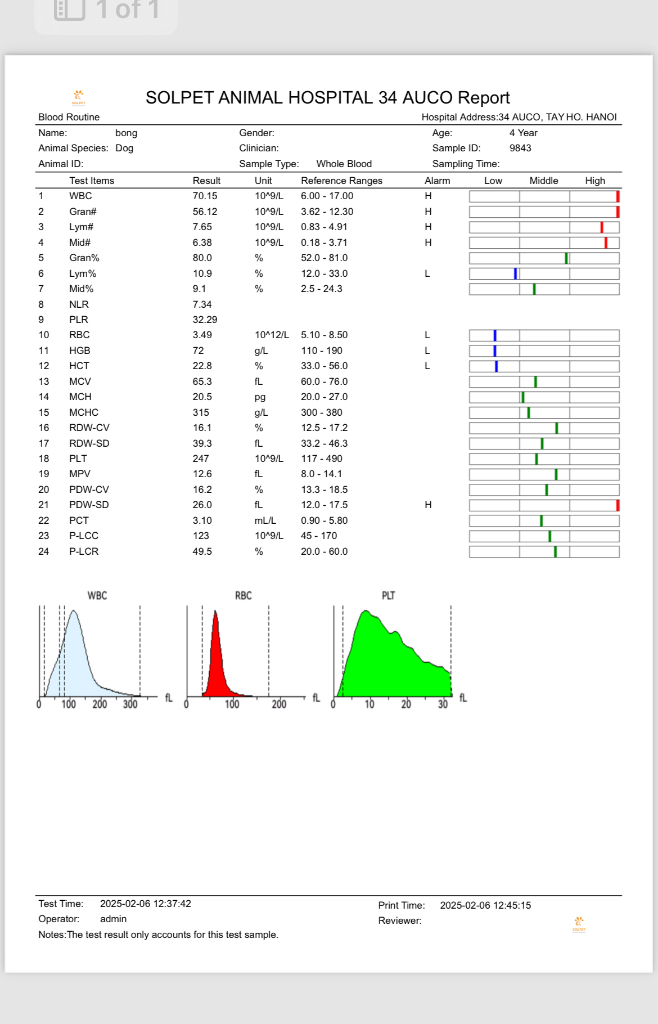 1 of 1
SOLPET ANIMAL HOSPITAL 34 AUCO Report
Blood Routine Hospital Address:34 AUCO, TAY HO. HANOI
Name: bong Gender: Age: 4 Year
Animal Species: Dog Clinician: Sample ID: 9843
Animal ID: Sample Type: Whole Blood Sampling Time:
Test Items Result Unit Reference Ranges Alarm Low Middle High
1 WBC 70.15 10^9/L 6.00 - 17.00 H
2 Gran# 56.12 10^9/L 3.62 - 12.30 H
3 Lym# 7.65 10^9/L 0.83 - 4.91 H
4 Mid# 6.38 10^9/L 0.18 - 3.71 H
5 Gran% 80.0 % 52.0 - 81.0
6 Lym% 10.9 % 12.0 - 33.0 L
7 Mid% 9.1 % 2.5 - 24.3
8 NLR 7.34
9 PLR 32.29
10 RBC 3.49 10^12/L 5.10 - 8.50 L
11 HGB 72 g/L 110 - 190 L
12 HCT 22.8 % 33.0 - 56.0 L
13 MCV 65.3 fL 60.0 - 76.0
14 MCH 20.5 pg 20.0 - 27.0
15 MCHC 315 g/L 300 - 380
16 RDW-CV 16.1 % 12.5 - 17.2
17 RDW-SD 39.3 fL 33.2 - 46.3
18 PLT 247 10^9/L 117 - 490
19 MPV 12.6 fL 8.0 - 14.1
20 PDW-CV 16.2 % 13.3 - 18.5
21 PDW-SD 26.0 fL 12.0 - 17.5 H
22 PCT 3.10 mL/L 0.90 - 5.80
23 P-LCC 123 10^9/L 45 - 170
24 P-LCR 49.5 % 20.0 - 60.0
WBC RBC PLT
0 100 200 300 fL 0 100 200 fL 0 10 20 30 fL
Test Time: 2025-02-06 12:37:42 Print Time: 2025-02-06 12:45:15
Operator: admin Reviewer:
Notes:The test result only accounts for this test sample.